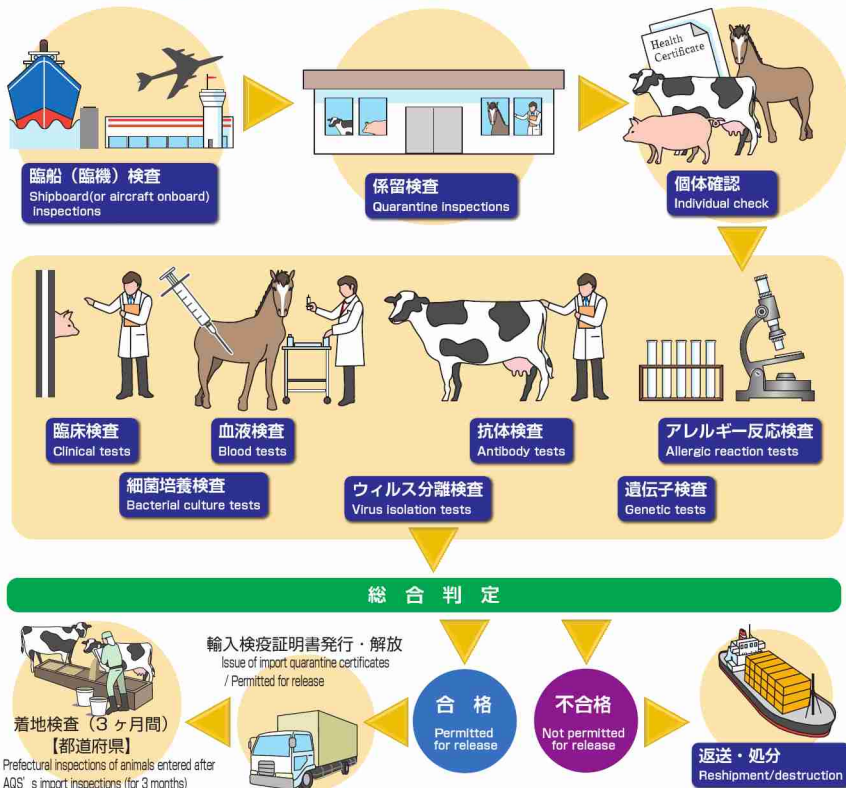 Health
Certificate
臨船（臨機）検査
Shipboard(or aircraft onboard)
inspections
係留検査
Quarantine inspections
個体確認
Individual check
臨床検査
Clinical tests
血液検査
Blood tests
抗体検査
Antibody tests
アレルギー反応検査
Allergic reaction tests
細菌培養検査
Bacterial culture tests
ウィルス分離検査
Virus isolation tests
遺伝子検査
Genetic tests
総合判定
輸入検疫証明書発行・解放
Issue of import quarantine certificates
/ Permitted for release
合格
Permitted
for release
不合格
Not permitted
for release
着地検査（3ヶ月間）
【都道府県】
Prefectural inspections of animals entered after
AQS's import inspections (for 3 months)
返送・処分
Reshipment/destruction